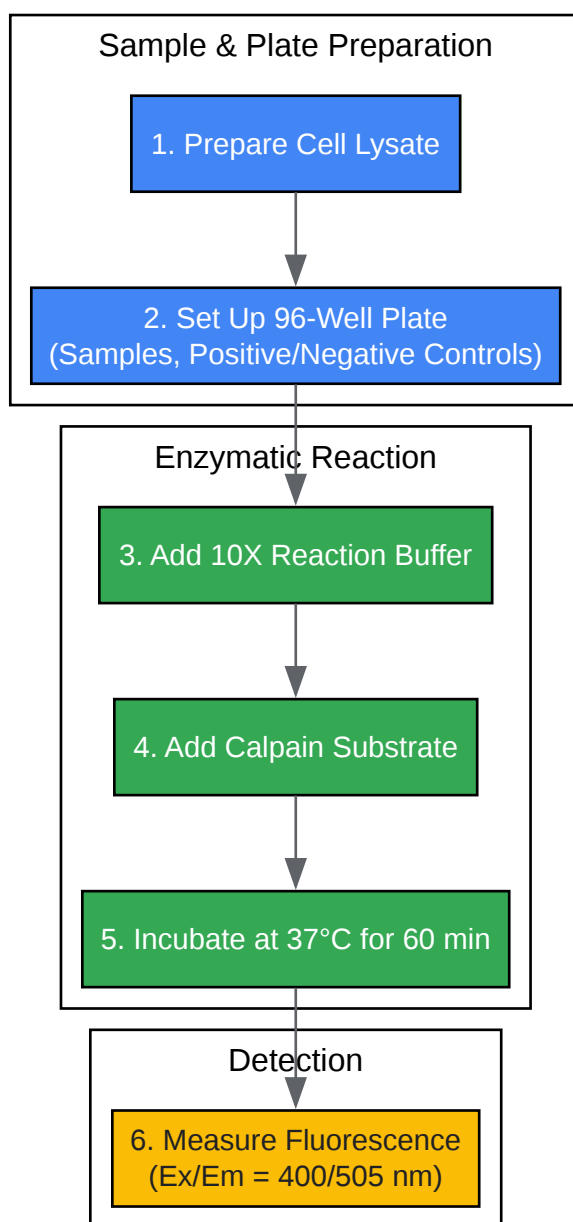 Sample & Plate Preparation
1. Prepare Cell Lysate
2. Set Up 96-Well Plate
(Samples, Positive/Negative Controls)
Enzymatic Reaction
3. Add 10X Reaction Buffer
4. Add Calpain Substrate
5. Incubate at 37°C for 60 min
Detection
6. Measure Fluorescence
(Ex/Em = 400/505 nm)